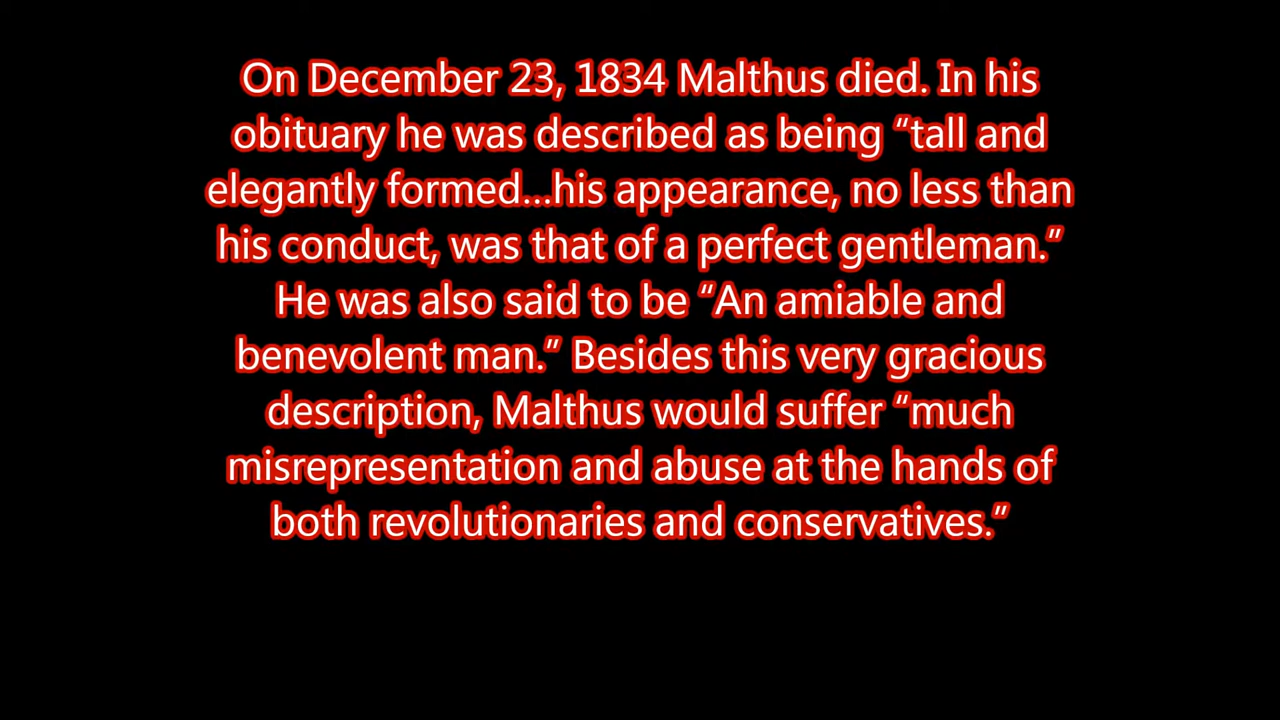 On December 23, 1834 Malthus died. In his
obituary he was described as being “tall and
elegantly formed...his appearance, no less than
his conduct, was that of a perfect gentleman.”
He was also said to be “An amiable and
benevolent man.” Besides this very gracious
description, Malthus would suffer “much
misrepresentation and abuse at the hands of
both revolutionaries and conservatives.”